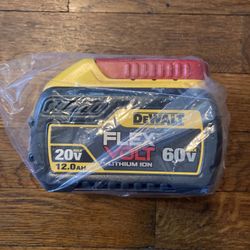 DEWALT
FLEX
20V 60V
VOLT
12.0AH
LITHIUM ION